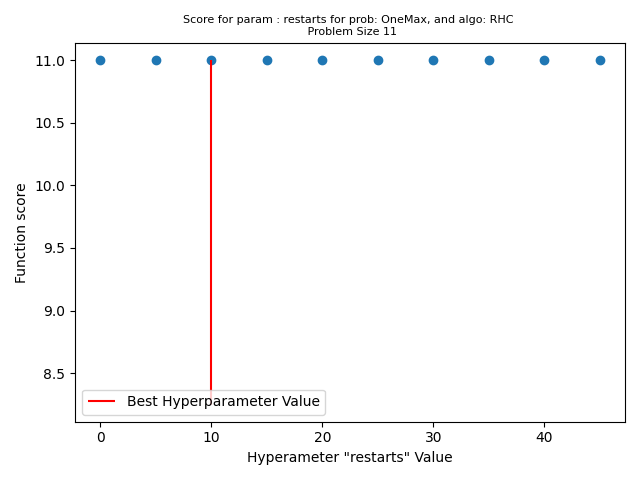 Score for param : restarts for prob: OneMax, and algo: RHC
Problem Size 11
11.0
10.5
10.0
9.5
9.0
8.5
Function score
Best Hyperparameter Value
0 10 20 30 40
Hyperameter "restarts" Value